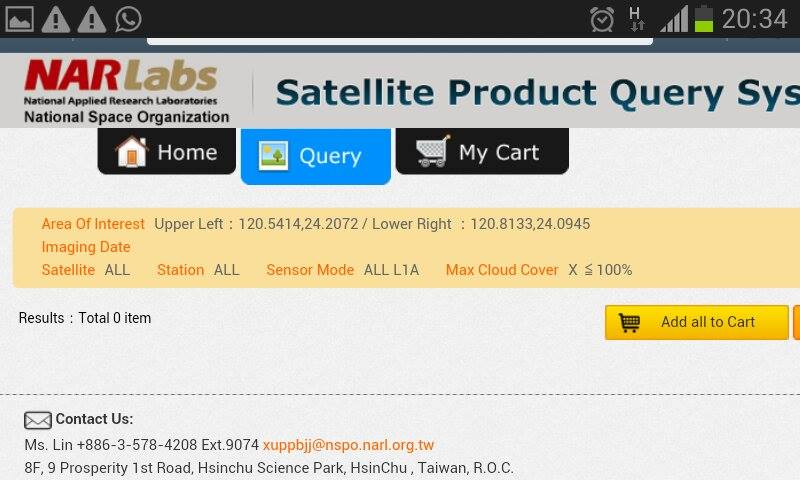 H 20:34
NARLabs
National Applied Research Laboratories
National Space Organization
Satellite Product Query Sys
Home Query My Cart
Area Of Interest Upper Left : 120.5414,24.2072 / Lower Right : 120.8133,24.0945
Imaging Date
Satellite ALL Station ALL Sensor Mode ALL L1A Max Cloud Cover X ≦ 100%
Results : Total 0 item
Add all to Cart
Contact Us:
Ms. Lin +886-3-578-4208 Ext.9074 xuppbjj@nspo.narl.org.tw
8F, 9 Prosperity 1st Road, Hsinchu Science Park, HsinChu , Taiwan, R.O.C.